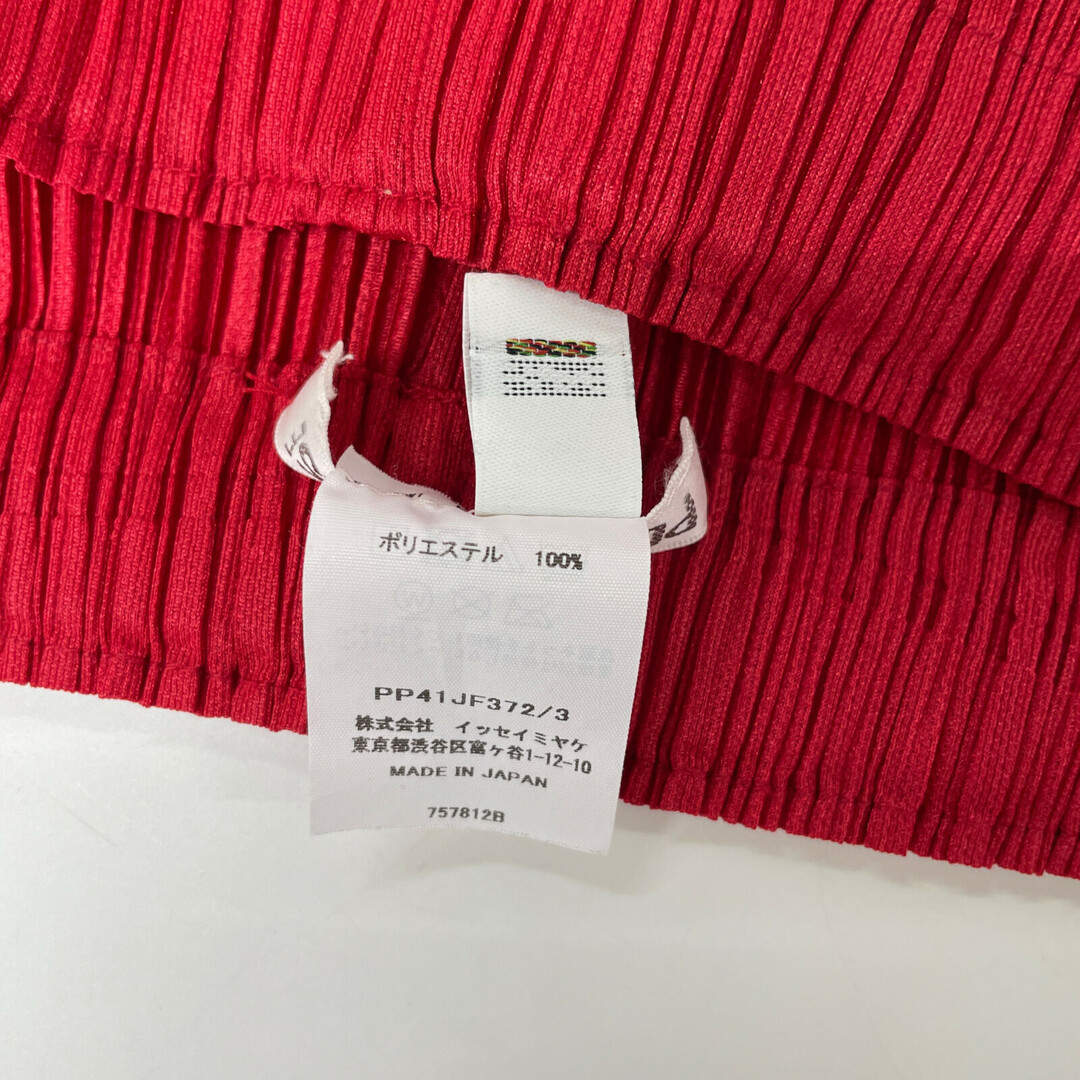 ポリエステル 100%
PP41JF372/3
株式会社 イッセイミヤケ
東京都渋谷区富ヶ谷1-12-10
MADE IN JAPAN
757812B